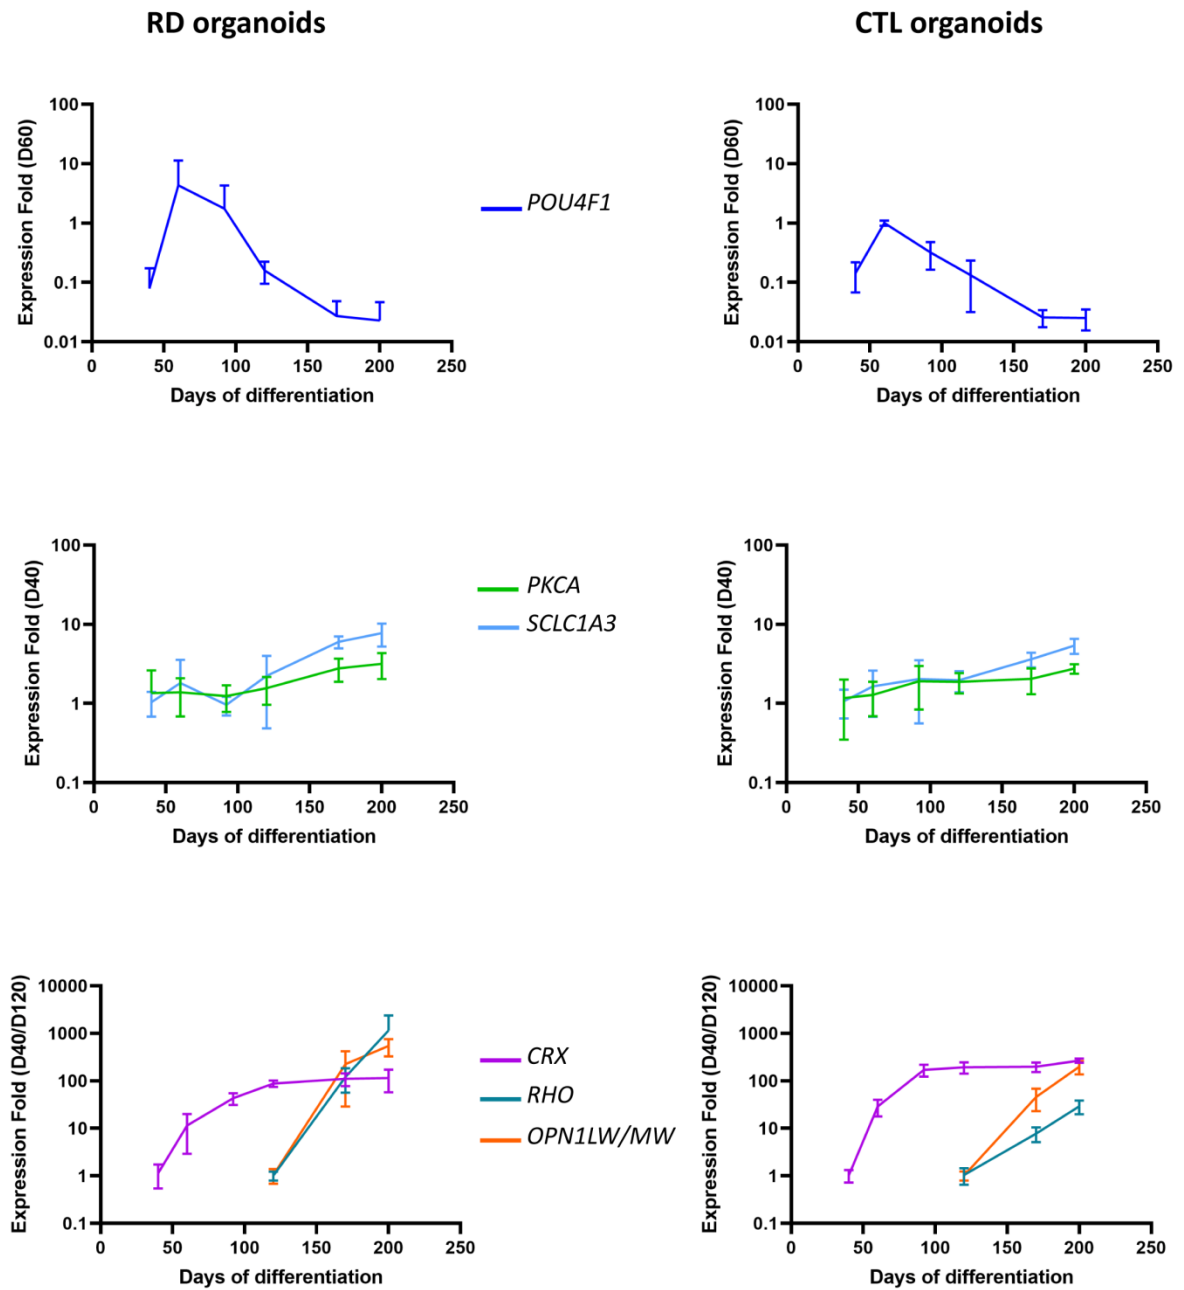 RD organoids
CTL organoids
Expression Fold (D60)
100
10
1
0.1
0.01
0 50 100 150 200 250
Days of differentiation
POU4F1
Expression Fold (D60)
100
10
1
0.1
0.01
0 50 100 150 200 250
Days of differentiation
Expression Fold (D40)
100
10
1
0.1
0 50 100 150 200 250
Days of differentiation
PKCA
SCLC1A3
Expression Fold (D40)
100
10
1
0.1
0 50 100 150 200 250
Days of differentiation
Expression Fold (D40/D120)
10000
1000
100
10
1
0.1
0 50 100 150 200 250
Days of differentiation
CRX
RHO
OPN1LW/MW
Expression Fold (D40/D120)
10000
1000
100
10
1
0.1
0 50 100 150 200 250
Days of differentiation